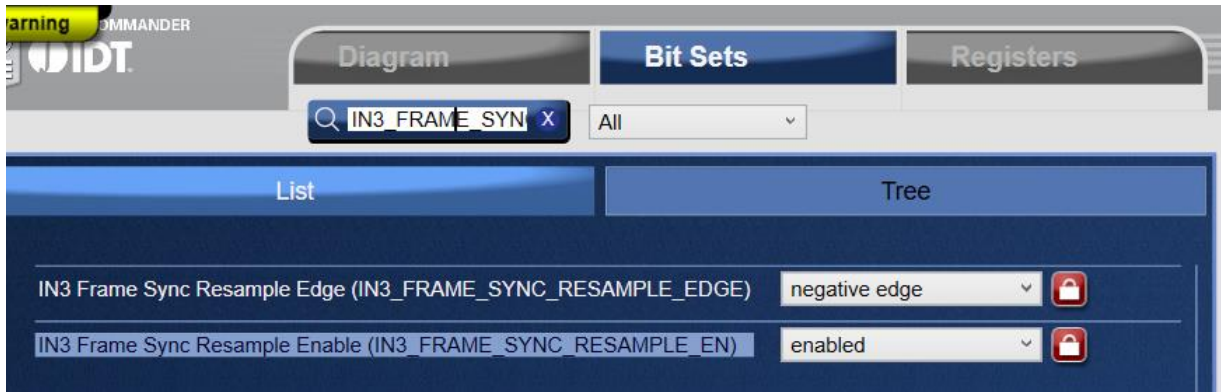 arning
OMMANDER
IDT
Diagram
Bit Sets
Registers
IN3_FRAME_SYN
X
All
List
Tree
IN3 Frame Sync Resample Edge (IN3_FRAME_SYNC_RESAMPLE_EDGE)
negative edge
IN3 Frame Sync Resample Enable (IN3_FRAME_SYNC_RESAMPLE_EN)
enabled